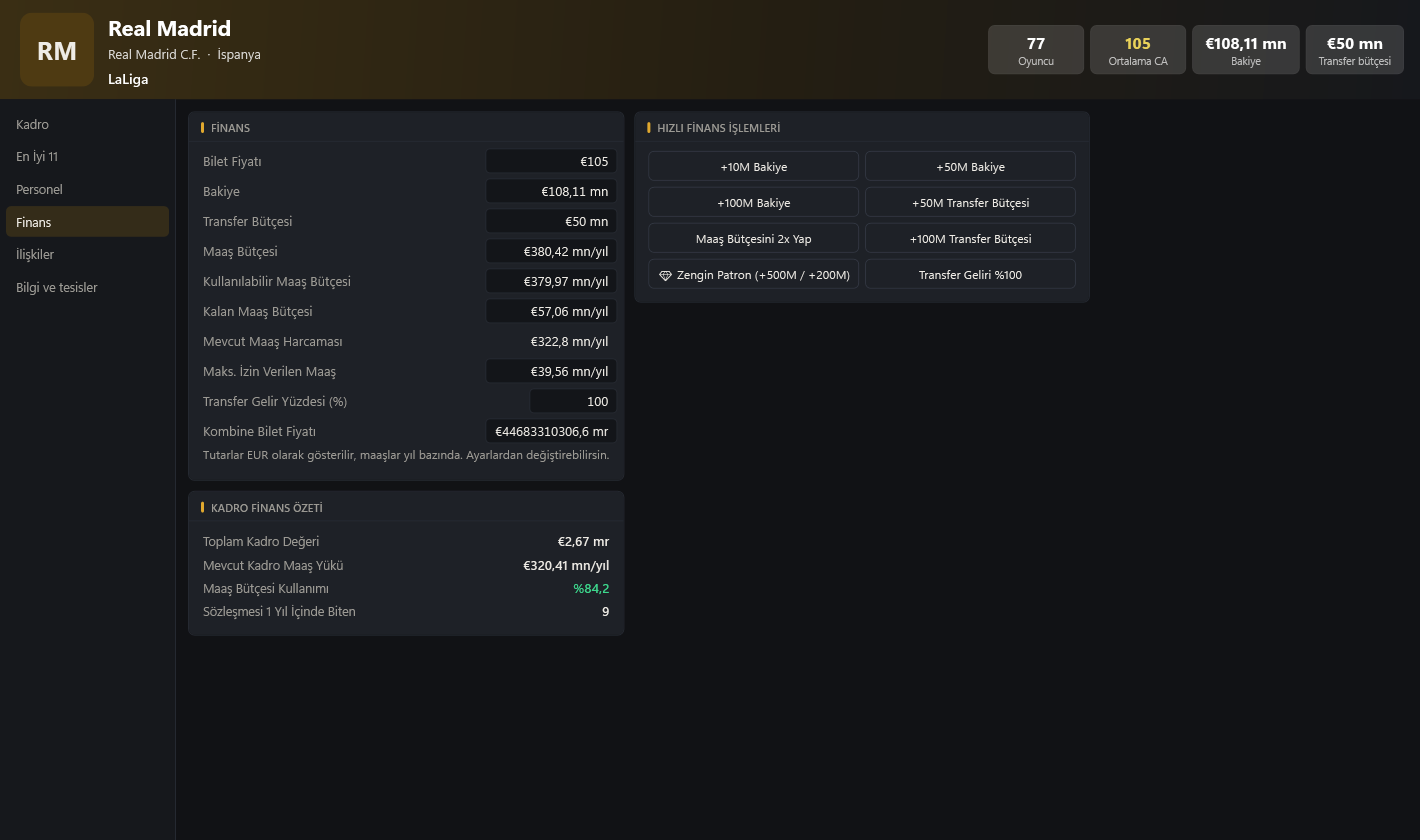 RM
Real Madrid
Real Madrid C.F. · İspanya
LaLiga
77
Oyuncu
105
Ortalama CA
€108,11 mn
Bakiye
€50 mn
Transfer bütçesi
Kadro
En İyi 11
Personel
Finans
İlişkiler
Bilgi ve tesisler
FİNANS
Bilet Fiyatı €105
Bakiye €108,11 mn
Transfer Bütçesi €50 mn
Maaş Bütçesi €380,42 mn/yıl
Kullanılabilir Maaş Bütçesi €379,97 mn/yıl
Kalan Maaş Bütçesi €57,06 mn/yıl
Mevcut Maaş Harcaması €322,8 mn/yıl
Maks. İzin Verilen Maaş €39,56 mn/yıl
Transfer Gelir Yüzdesi (%) 100
Kombine Bilet Fiyatı €44683310306,6 mr
Tutarlar EUR olarak gösterilir, maaşlar yıl bazında. Ayarlardan değiştirebilirsin.
KADRO FİNANS ÖZETİ
Toplam Kadro Değeri €2,67 mr
Mevcut Kadro Maaş Yükü €320,41 mn/yıl
Maaş Bütçesi Kullanımı %84,2
Sözleşmesi 1 Yıl İçinde Biten 9
HIZLI FİNANS İŞLEMLERİ
+10M Bakiye +50M Bakiye
+100M Bakiye +50M Transfer Bütçesi
Maaş Bütçesini 2x Yap +100M Transfer Bütçesi
Zengin Patron (+500M / +200M) Transfer Geliri %100